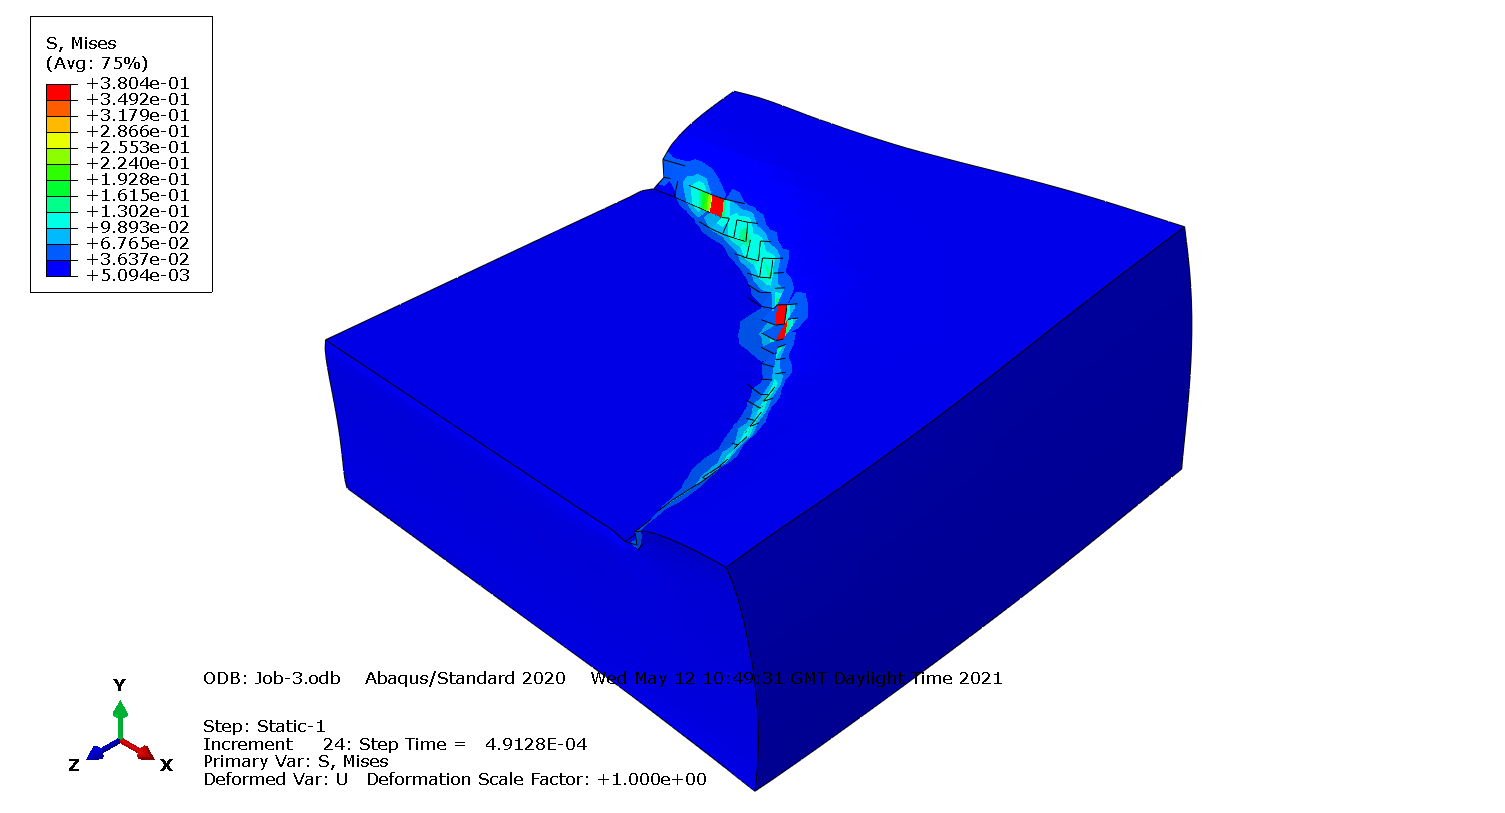 S, Mises
(Avg: 75%)
+3.804e-01
+3.492e-01
+3.179e-01
+2.866e-01
+2.553e-01
+2.240e-01
+1.928e-01
+1.615e-01
+1.302e-01
+9.893e-02
+6.765e-02
+3.637e-02
+5.094e-03
ODB: Job-3.odb Abaqus/Standard 2020 Wed May 12 10:49:31 GMT Daylight Time 2021
Y
Z X
Step: Static-1
Increment 24: Step Time = 4.9128E-04
Primary Var: S, Mises
Deformed Var: U Deformation Scale Factor: +1.000e+00